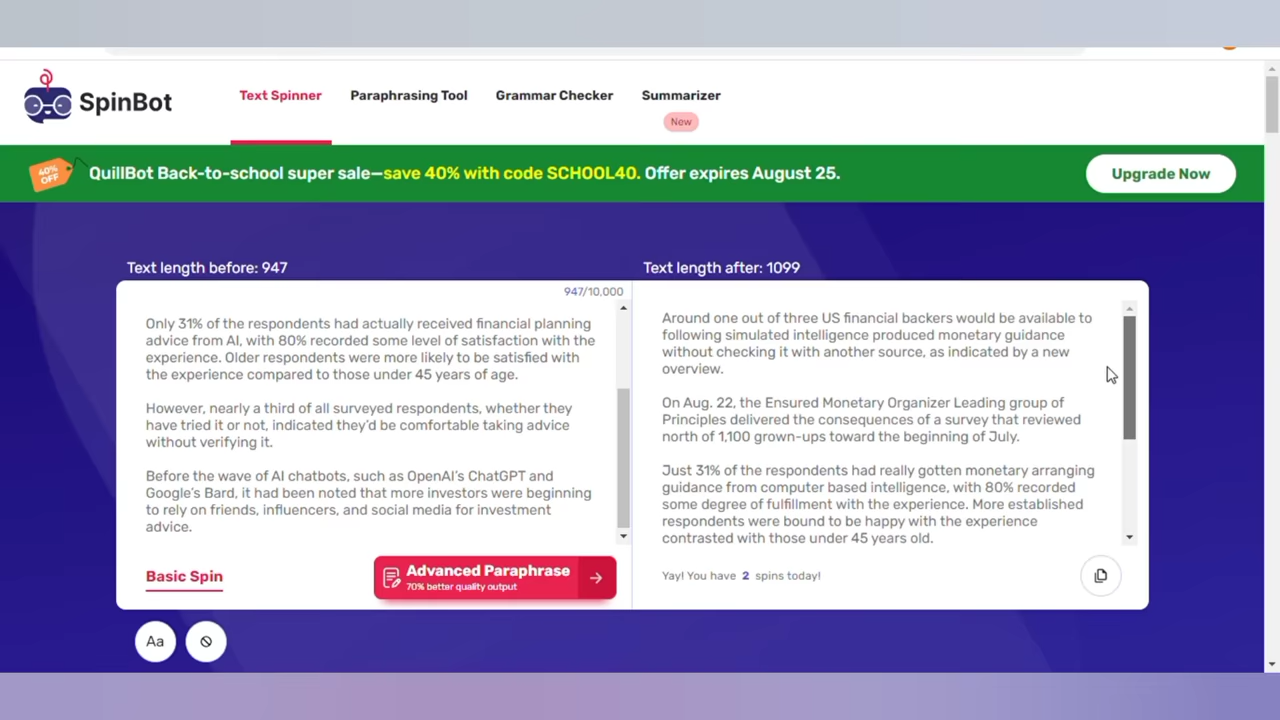 SpinBot
Text Spinner
Paraphrasing Tool
Grammar Checker
Summarizer
New
40% OFF
QuillBot Back-to-school super sale—save 40% with code SCHOOL40. Offer expires August 25.
Upgrade Now
Text length before: 947
Text length after: 1099
947/10,000
Only 31% of the respondents had actually received financial planning
advice from AI, with 80% recorded some level of satisfaction with the
experience. Older respondents were more likely to be satisfied with
the experience compared to those under 45 years of age.
However, nearly a third of all surveyed respondents, whether they
have tried it or not, indicated they'd be comfortable taking advice
without verifying it.
Before the wave of AI chatbots, such as OpenAI's ChatGPT and
Google's Bard, it had been noted that more investors were beginning
to rely on friends, influencers, and social media for investment
advice.
Around one out of three US financial backers would be available to
following simulated intelligence produced monetary guidance
without checking it with another source, as indicated by a new
overview.
On Aug. 22, the Ensured Monetary Organizer Leading group of
Principles delivered the consequences of a survey that reviewed
north of 1,100 grown-ups toward the beginning of July.
Just 31% of the respondents had really gotten monetary arranging
guidance from computer based intelligence, with 80% recorded
some degree of fulfillment with the experience. More established
respondents were bound to be happy with the experience
contrasted with those under 45 years old.
Basic Spin
Advanced Paraphrase
70% better quality output
Yay! You have 2 spins today!
Aa